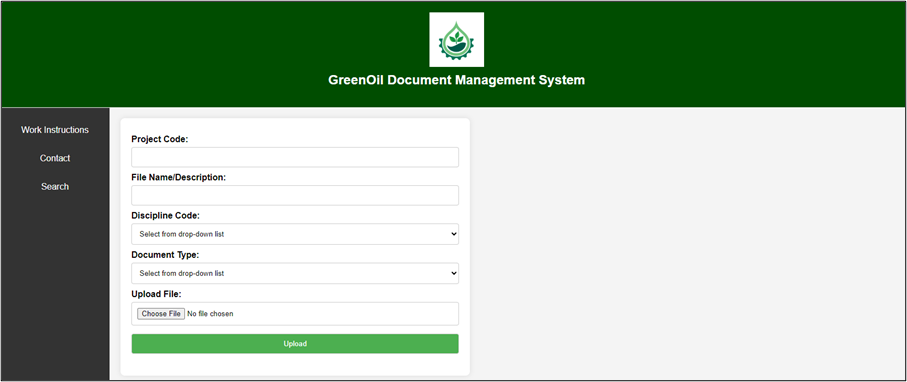 GreenOil Document Management System
Work Instructions
Contact
Search
Project Code:
File Name/Description:
Discipline Code:
Select from drop-down list
Document Type:
Select from drop-down list
Upload File:
Choose File No file chosen
Upload